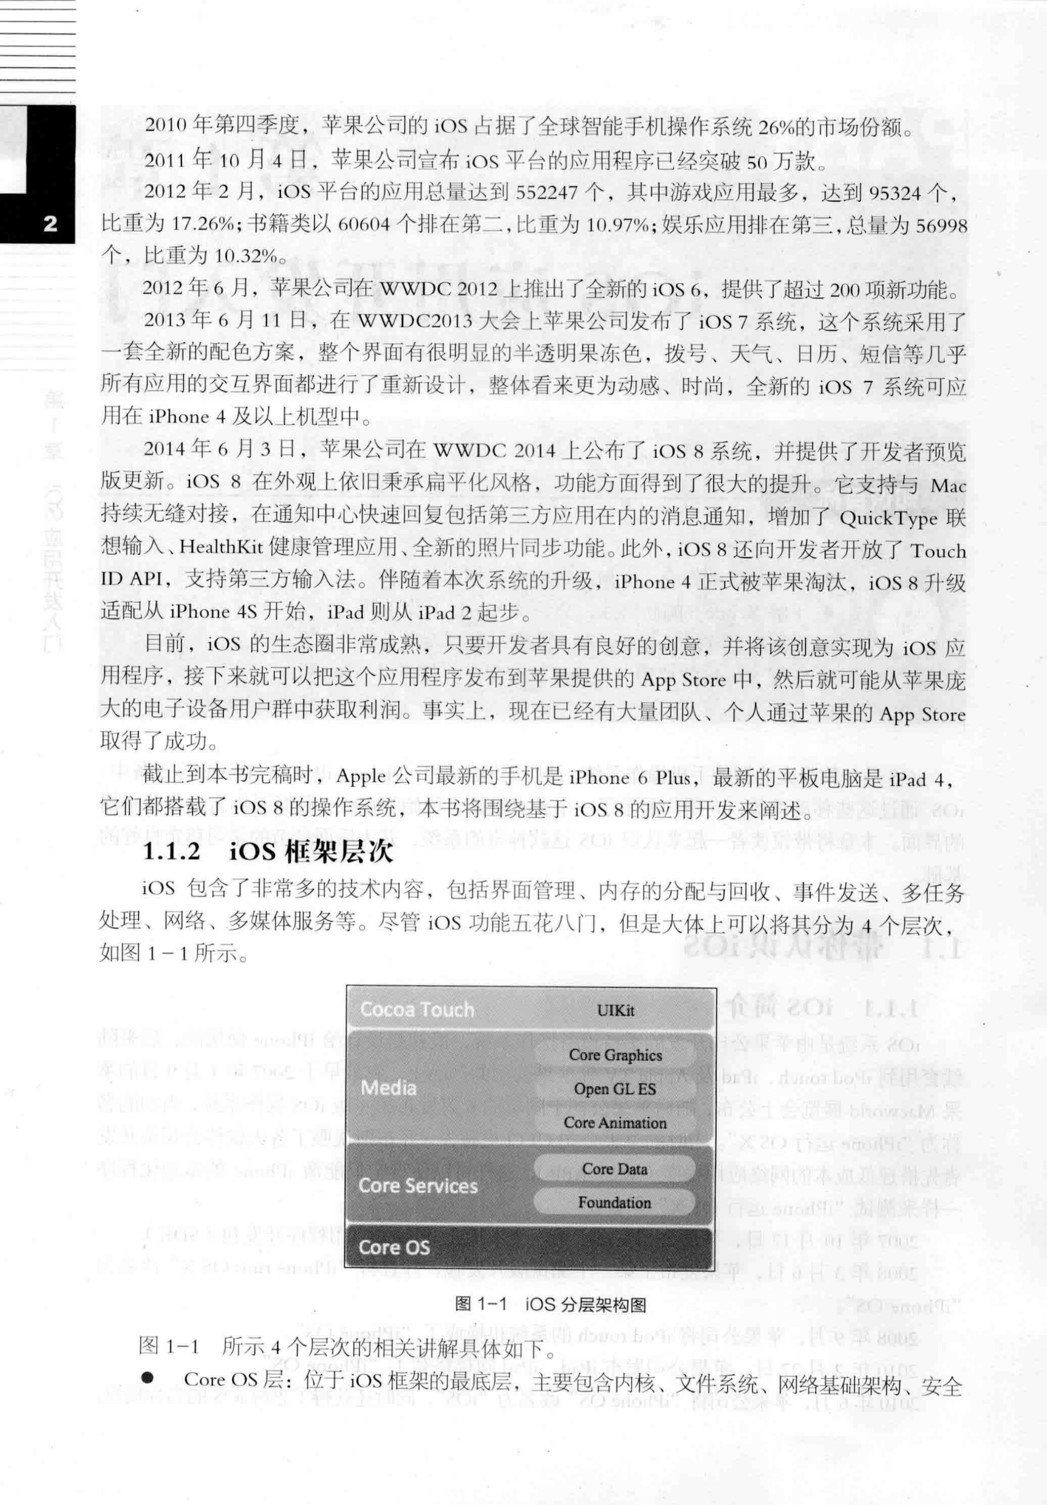 2
第1章 iOS应用开发入门
2010 年第四季度，苹果公司的 iOS 占据了全球智能手机操作系统 26%的市场份额。
2011 年 10 月 4 日，苹果公司宣布 iOS 平台的应用程序已经突破 50 万款。
2012 年 2 月，iOS 平台的应用总量达到 552247 个，其中游戏应用最多，达到 95324 个，
比重为 17.26%；书籍类以 60604 个排在第二，比重为 10.97%；娱乐应用排在第三，总量为 56998
个，比重为 10.32%。
2012 年 6 月，苹果公司在 WWDC 2012 上推出了全新的 iOS 6，提供了超过 200 项新功能。
2013 年 6 月 11 日，在 WWDC2013 大会上苹果公司发布了 iOS 7 系统，这个系统采用了
一套全新的配色方案，整个界面有很明显的半透明果冻色，拨号、天气、日历、短信等几乎
所有应用的交互界面都进行了重新设计，整体看来更为动感、时尚，全新的 iOS 7 系统可应
用在 iPhone 4 及以上机型中。
2014 年 6 月 3 日，苹果公司在 WWDC 2014 上公布了 iOS 8 系统，并提供了开发者预览
版更新。iOS 8 在外观上依旧秉承扁平化风格，功能方面得到了很大的提升。它支持与 Mac
持续无缝对接，在通知中心快速回复包括第三方应用在内的消息通知，增加了 QuickType 联
想输入、HealthKit 健康管理应用、全新的照片同步功能。此外，iOS 8 还向开发者开放了 Touch
ID API，支持第三方输入法。伴随着本次系统的升级，iPhone 4 正式被苹果淘汰，iOS 8 升级
适配从 iPhone 4S 开始，iPad 则从 iPad 2 起步。
目前，iOS 的生态圈非常成熟，只要开发者具有良好的创意，并将该创意实现为 iOS 应
用程序，接下来就可以把这个应用程序发布到苹果提供的 App Store 中，然后就可能从苹果庞
大的电子设备用户群中获取利润。事实上，现在已经有大量团队、个人通过苹果的 App Store
取得了成功。
截止到本书完稿时，Apple 公司最新的手机是 iPhone 6 Plus，最新的平板电脑是 iPad 4，
它们都搭载了 iOS 8 的操作系统，本书将围绕基于 iOS 8 的应用开发来阐述。
1.1.2 iOS 框架层次
iOS 包含了非常多的技术内容，包括界面管理、内存的分配与回收、事件发送、多任务
处理、网络、多媒体服务等。尽管 iOS 功能五花八门，但是大体上可以将其分为 4 个层次，
如图 1-1 所示。
Cocoa Touch
UIKit
Core Graphics
Media
Open GL ES
Core Animation
Core Data
Core Services
Foundation
Core OS
图 1-1 iOS 分层架构图
图 1-1 所示 4 个层次的相关讲解具体如下。
● Core OS 层：位于 iOS 框架的最底层，主要包含内核、文件系统、网络基础架构、安全